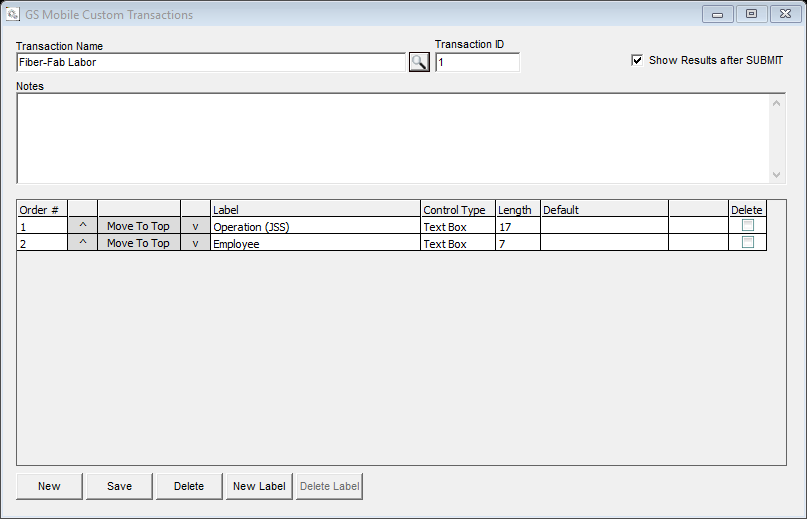 GS Mobile Custom Transactions
Transaction Name
Transaction ID
Fiber-Fab Labor
1
Show Results after SUBMIT
Notes
Order # Label Control Type Length Default Delete
1 ^ Move To Top v Operation (JSS) Text Box 17
2 ^ Move To Top v Employee Text Box 7
New Save Delete New Label Delete Label